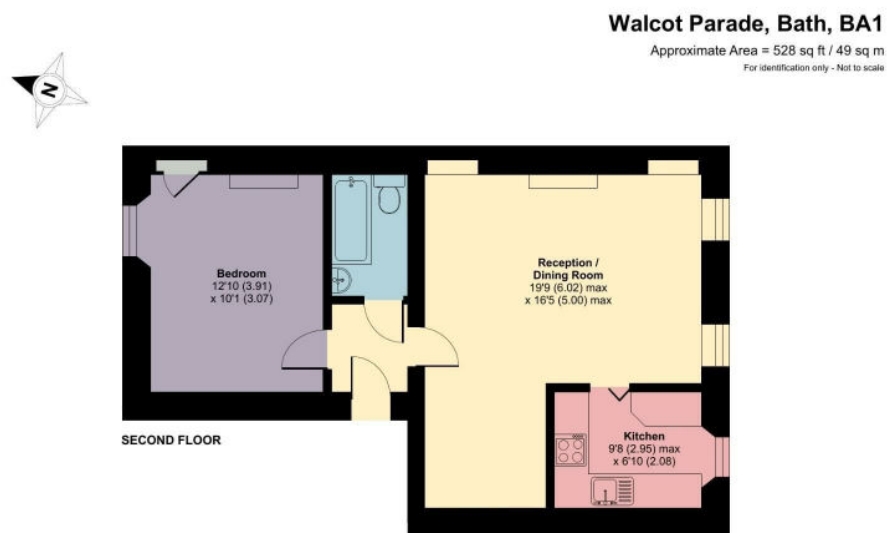 Walcot Parade, Bath, BA1
Approximate Area = 528 sq ft / 49 sq m
For identification only - Not to scale
N
Bedroom
12'10 (3.91)
x 10'1 (3.07)
Reception /
Dining Room
19'9 (6.02) max
x 16'5 (5.00) max
Kitchen
9'8 (2.95) max
x 6'10 (2.08)
SECOND FLOOR